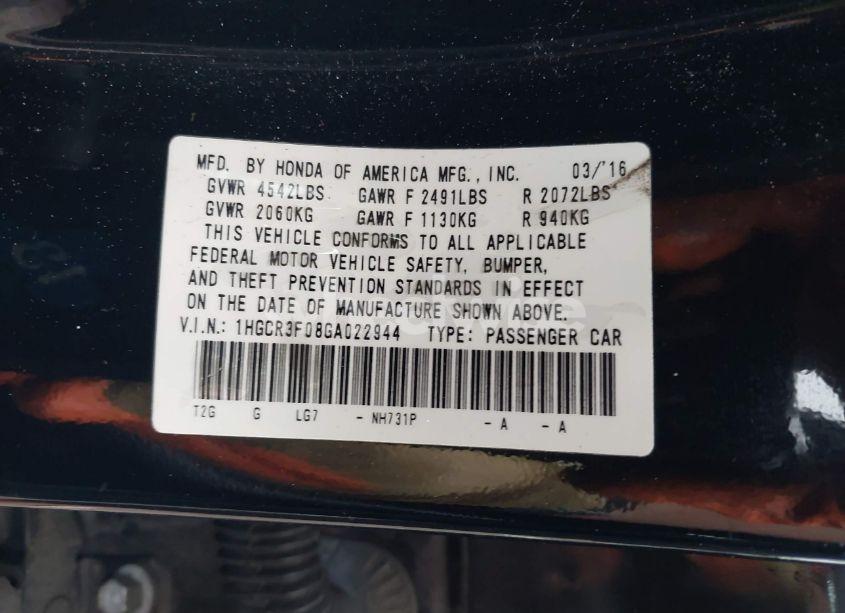 MFD. BY HONDA OF AMERICA MFG., INC. 03/'16
GVWR 4542LBS GAWR F 2491LBS R 2072LBS
GVWR 2060KG GAWR F 1130KG R 940KG
THIS VEHICLE CONFORMS TO ALL APPLICABLE
FEDERAL MOTOR VEHICLE SAFETY, BUMPER,
AND THEFT PREVENTION STANDARDS IN EFFECT
ON THE DATE OF MANUFACTURE SHOWN ABOVE.
V.I.N.: 1HGCR3F08GA022944 TYPE: PASSENGER CAR
T2G G LG7 - NH731P - A - A